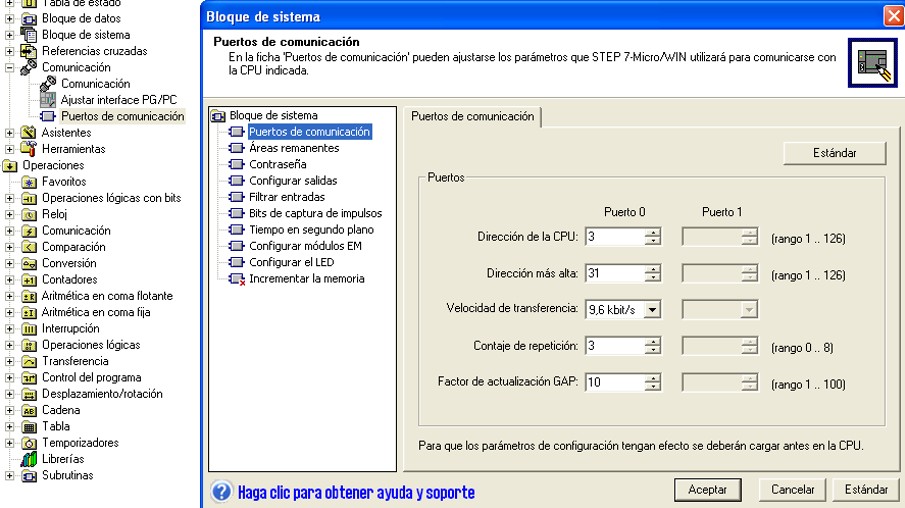 Tabla de estado
Bloque de datos
Bloque de sistema
Referencias cruzadas
Comunicación
Comunicación
Ajustar interface PG/PC
Puertos de comunicación
Asistentes
Herramientas
Operaciones
Favoritos
Operaciones lógicas con bits
Reloj
Comunicación
Comparación
Conversión
Contadores
Aritmética en coma flotante
Aritmética en coma fija
Interrupción
Operaciones lógicas
Transferencia
Control del programa
Desplazamiento/rotación
Cadena
Tabla
Temporizadores
Librerías
Subrutinas
Bloque de sistema
Puertos de comunicación
En la ficha 'Puertos de comunicación' pueden ajustarse los parámetros que STEP 7-Micro/WIN utilizará para comunicarse con
la CPU indicada.
Bloque de sistema
Puertos de comunicación
Áreas remanentes
Contraseña
Configurar salidas
Filtrar entradas
Bits de captura de impulsos
Tiempo en segundo plano
Configurar módulos EM
Configurar el LED
Incrementar la memoria
Puertos de comunicación
Estándar
Puertos
Puerto 0 Puerto 1
Dirección de la CPU: 3 (rango 1 .. 126)
Dirección más alta: 31 (rango 1 .. 126)
Velocidad de transferencia: 9,6 kbit/s
Contaje de repetición: 3 (rango 0 .. 8)
Factor de actualización GAP: 10 (rango 1 .. 100)
Para que los parámetros de configuración tengan efecto se deberán cargar antes en la CPU.
Haga clic para obtener ayuda y soporte
Aceptar Cancelar Estándar